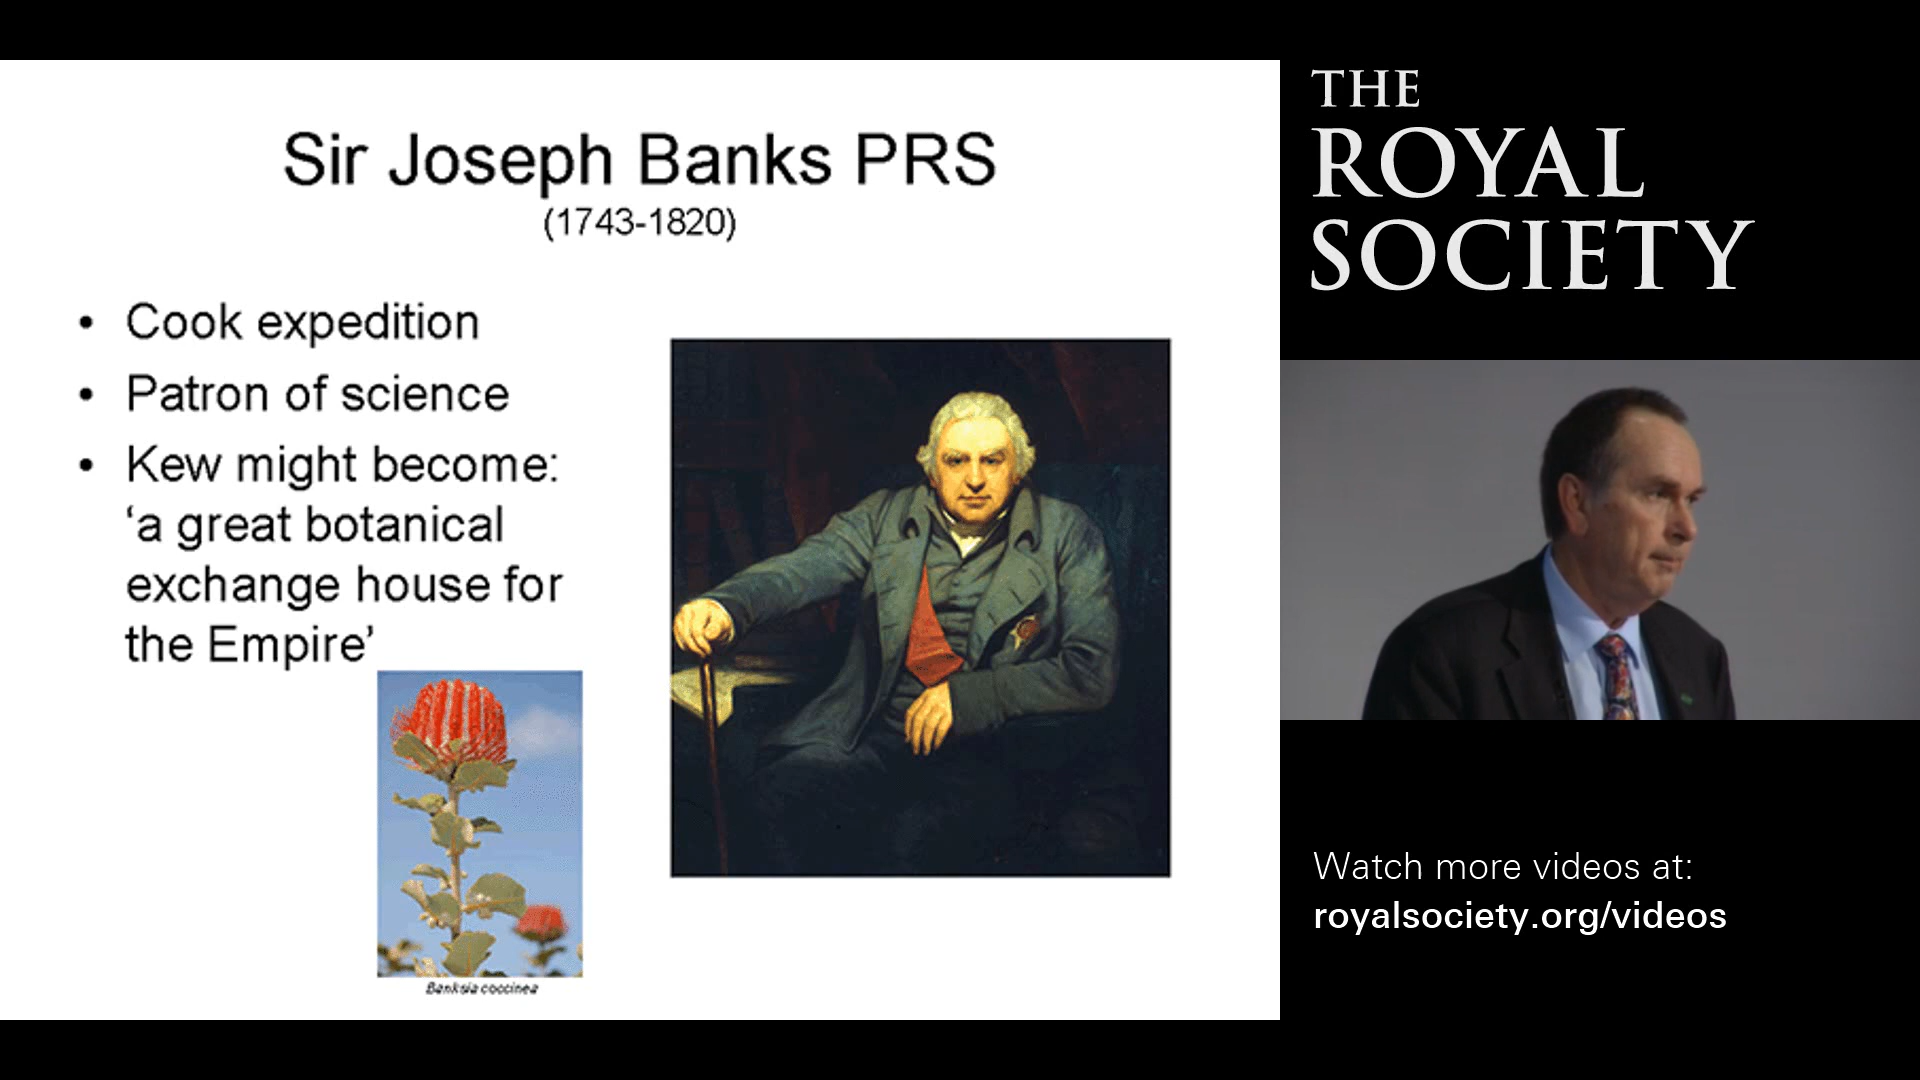 Sir Joseph Banks PRS
(1743-1820)
• Cook expedition
• Patron of science
• Kew might become:
‘a great botanical
exchange house for
the Empire’
Banksia coccinea
THE
ROYAL
SOCIETY
Watch more videos at:
royalsociety.org/videos